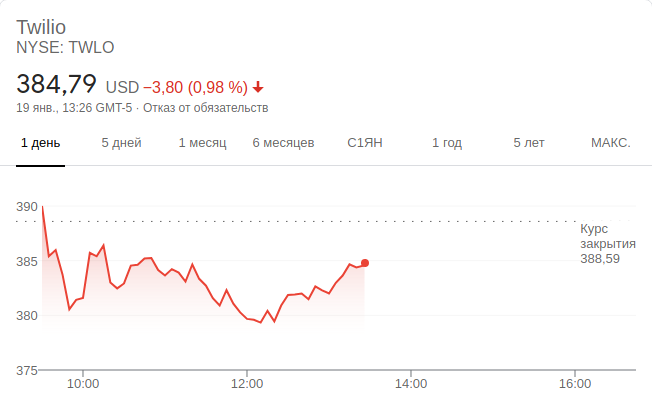 Twilio
NYSE: TWLO
384,79 USD −3,80 (0,98 %)
19 янв., 13:26 GMT-5 · Отказ от обязательств
1 день 5 дней 1 месяц 6 месяцев С1ЯН 1 год 5 лет МАКС.
390
Курс
закрытия
388,59
385
380
375
10:00 12:00 14:00 16:00